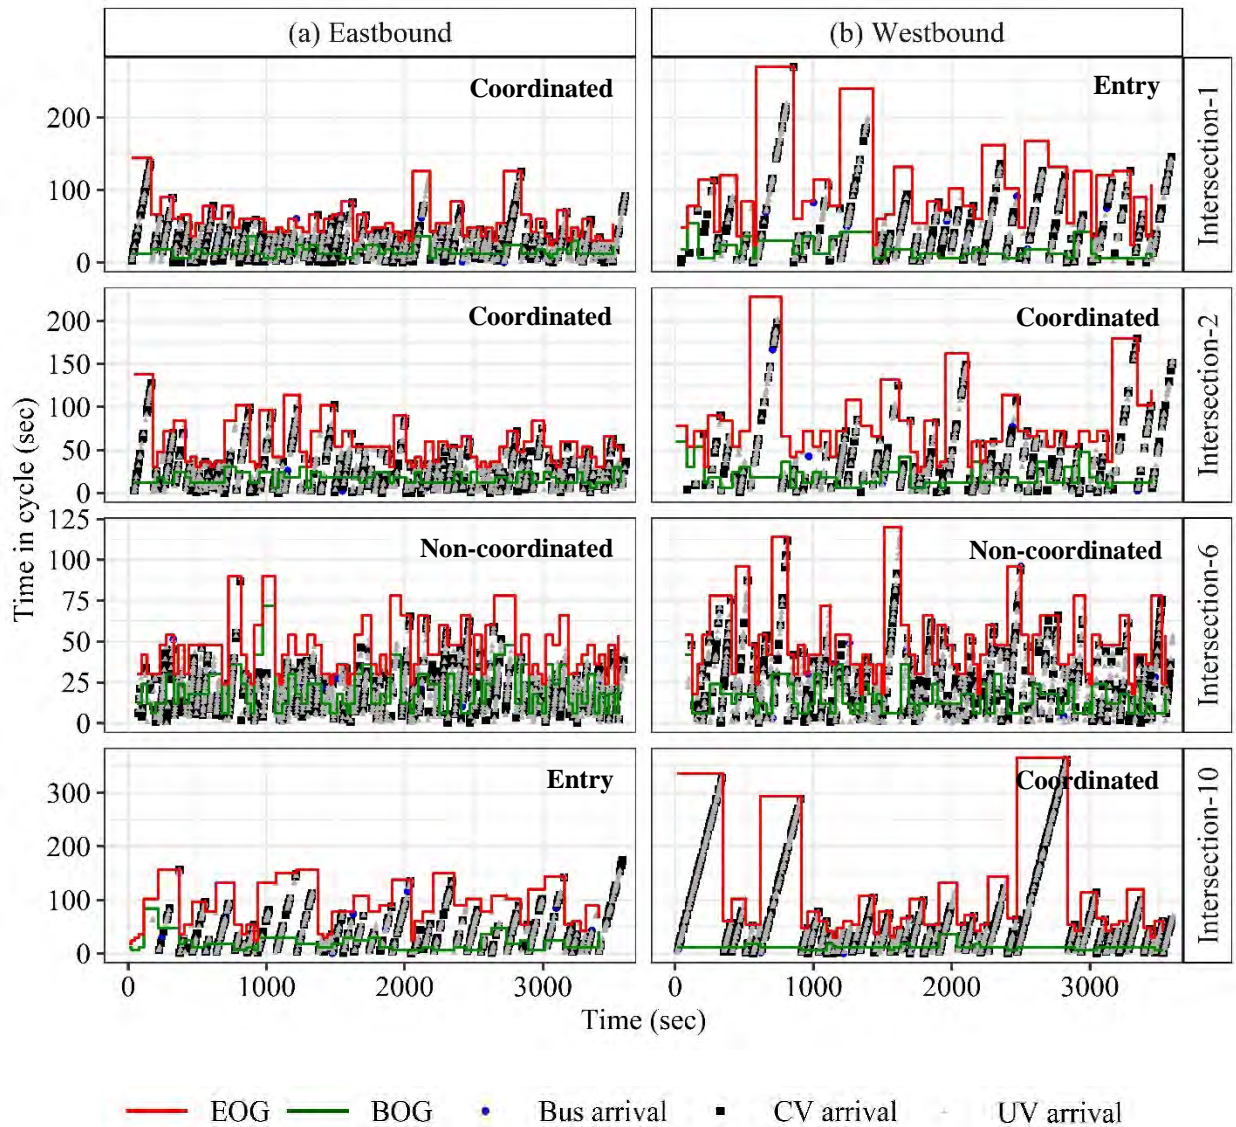 (a) Eastbound
(b) Westbound
Coordinated
Entry
Intersection-1
200
100
0
Coordinated
Coordinated
Intersection-2
200
150
100
50
0
Time in cycle (sec)
Non-coordinated
Non-coordinated
Intersection-6
125
100
75
50
25
0
Entry
Coordinated
Intersection-10
300
200
100
0
0 1000 2000 3000 0 1000 2000 3000
Time (sec)
EOG BOG Bus arrival CV arrival UV arrival